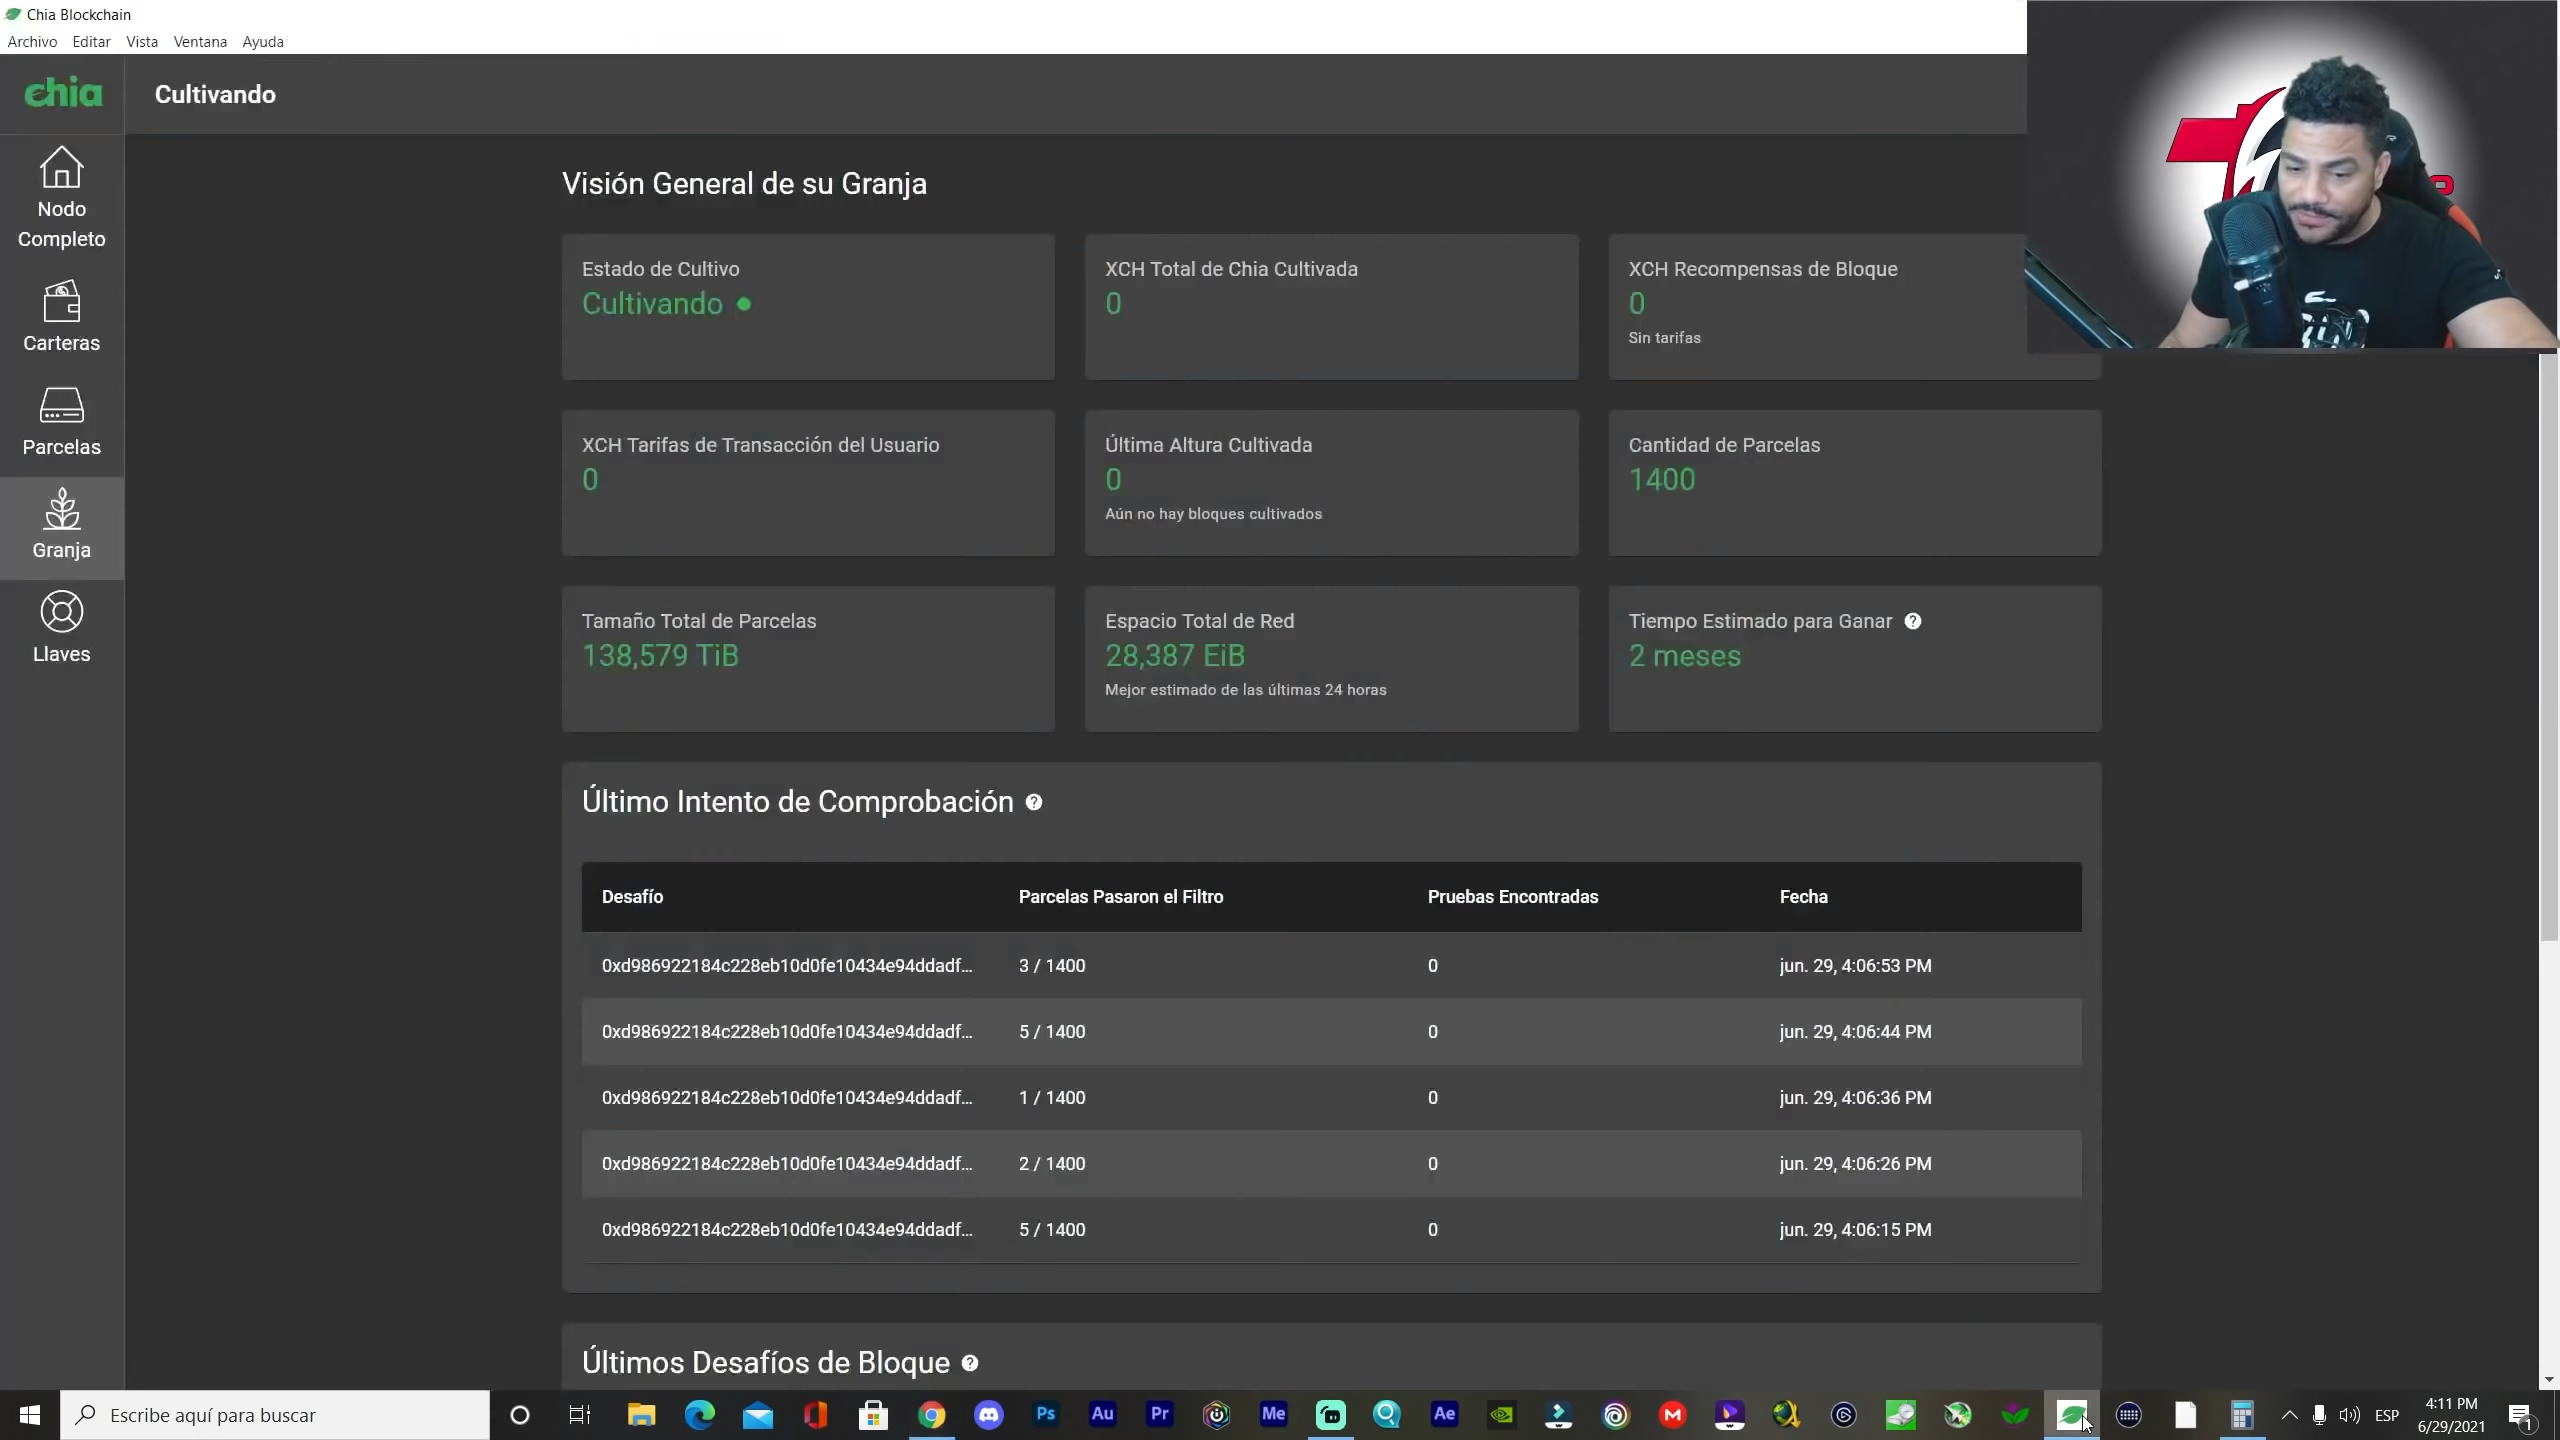 Chia Blockchain
Archivo Editar Vista Ventana Ayuda
chia
Cultivando
Nodo
Completo
Carteras
Parcelas
Granja
Llaves
Visión General de su Granja
Estado de Cultivo
Cultivando
XCH Total de Chia Cultivada
0
XCH Recompensas de Bloque
0
Sin tarifas
XCH Tarifas de Transacción del Usuario
0
Última Altura Cultivada
0
Aún no hay bloques cultivados
Cantidad de Parcelas
1400
Tamaño Total de Parcelas
138,579 TiB
Espacio Total de Red
28,387 EiB
Mejor estimado de las últimas 24 horas
Tiempo Estimado para Ganar
2 meses
Último Intento de Comprobación
Desafío Parcelas Pasaron el Filtro Pruebas Encontradas Fecha
0xd986922184c228eb10d0fe10434e94ddadf... 3 / 1400 0 jun. 29, 4:06:53 PM
0xd986922184c228eb10d0fe10434e94ddadf... 5 / 1400 0 jun. 29, 4:06:44 PM
0xd986922184c228eb10d0fe10434e94ddadf... 1 / 1400 0 jun. 29, 4:06:36 PM
0xd986922184c228eb10d0fe10434e94ddadf... 2 / 1400 0 jun. 29, 4:06:26 PM
0xd986922184c228eb10d0fe10434e94ddadf... 5 / 1400 0 jun. 29, 4:06:15 PM
Últimos Desafíos de Bloque
Escribe aquí para buscar
Ps Au Pr Me Ae
ESP
4:11 PM
6/29/2021
1